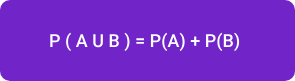 P ( A U B ) = P(A) + P(B)